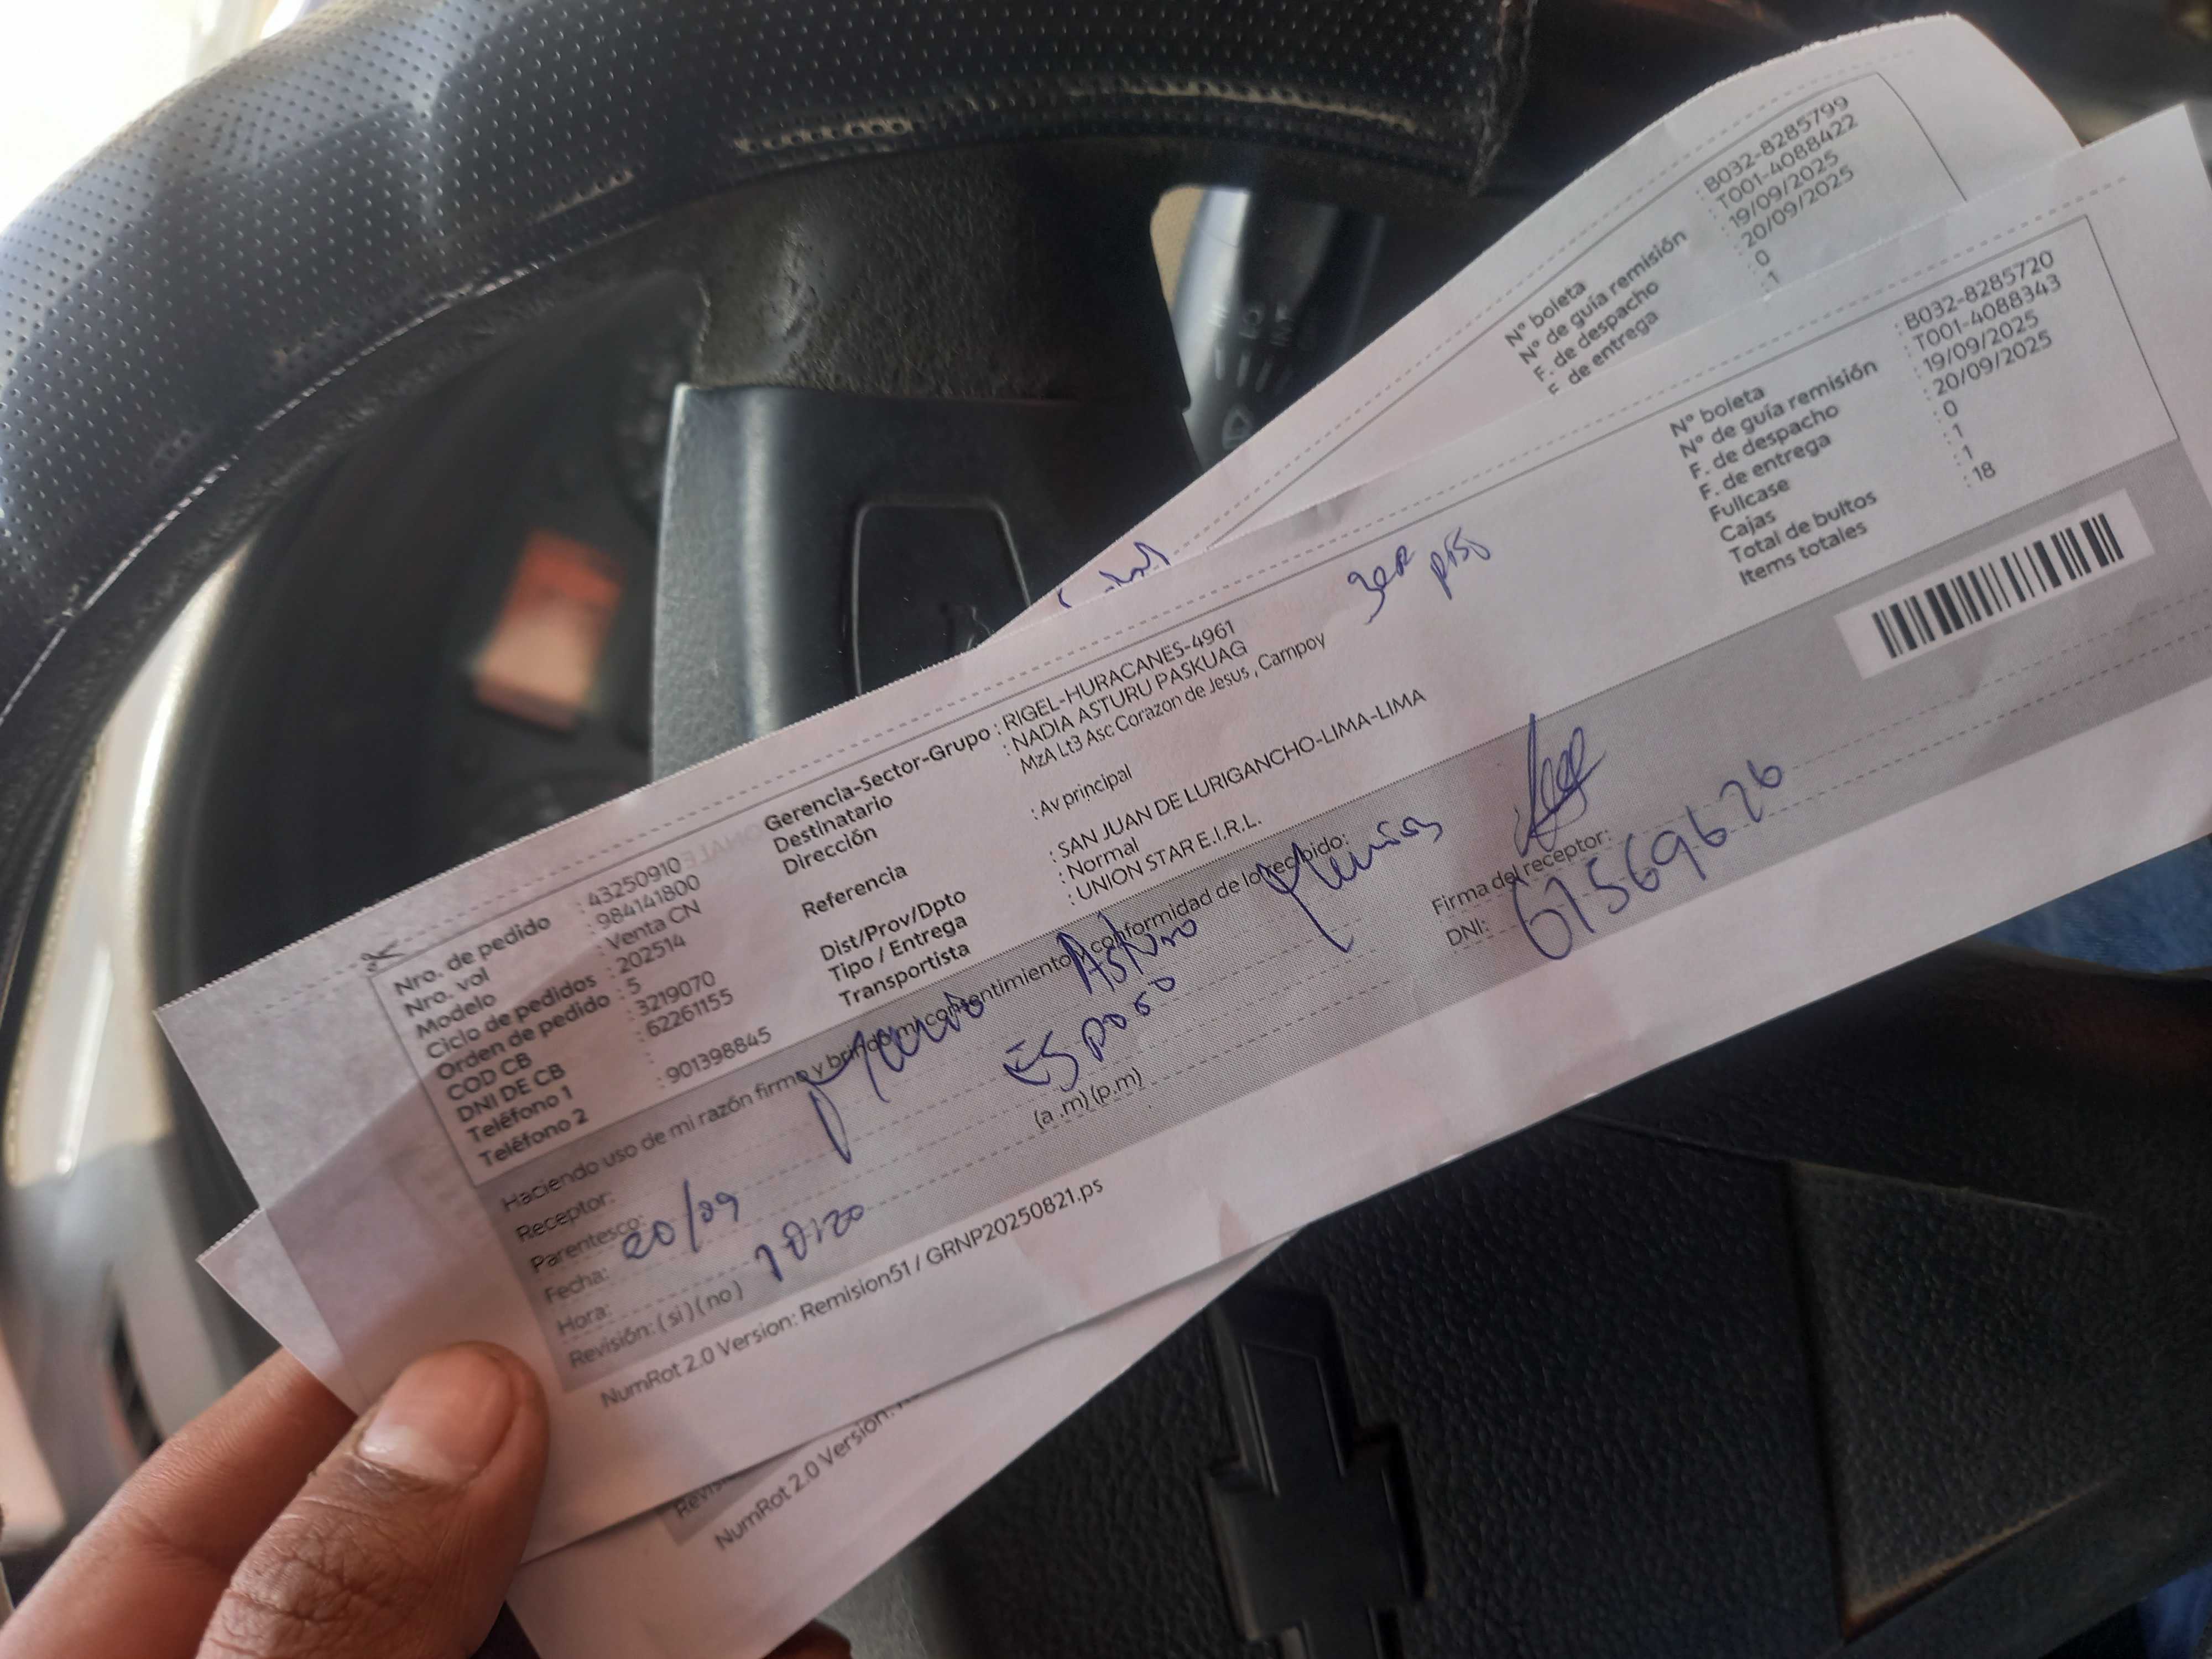 Nº boleta : B032-8285799
Nº de guía remisión : T001-4088422
F. de despacho : 19/09/2025
F. de entrega : 20/09/2025
: 0
: 1
Nro. de pedido : 43250910
Nro. vol : 984141800
Modelo : Venta CN
Ciclo de pedidos : 202514
Orden de pedido : 5
COD CB : 3219070
DNI DE CB : 62261155
Teléfono 1 :
Teléfono 2 : 901398845
Gerencia-Sector-Grupo : RIGEL-HURACANES-4961
Destinatario : NADIA ASTURU PASKUAG
Dirección MzA Lt3 Asc Corazon de Jesus , Campoy
3er piso
Referencia : Av principal
Dist/Prov/Dpto : SAN JUAN DE LURIGANCHO-LIMA-LIMA
Tipo / Entrega : Normal
Transportista : UNION STAR E.I.R.L.
Nº boleta : B032-8285720
Nº de guía remisión : T001-4088343
F. de despacho : 19/09/2025
F. de entrega : 20/09/2025
Fullcase : 0
Cajas : 1
Total de bultos : 1
Items totales : 18
Haciendo uso de mi razón firmo y brindo mi consentimiento y conformidad de lo recibido:
Receptor:
Parentesco: Esposo
Fecha: 20/09
Hora: 10:20 (a .m) (p.m)
Revisión: ( si ) ( no )
Firma del receptor:
DNI: 61569626
NumRot 2.0 Version: Remision51 / GRNP20250821.ps
NumRot 2.0 Version: